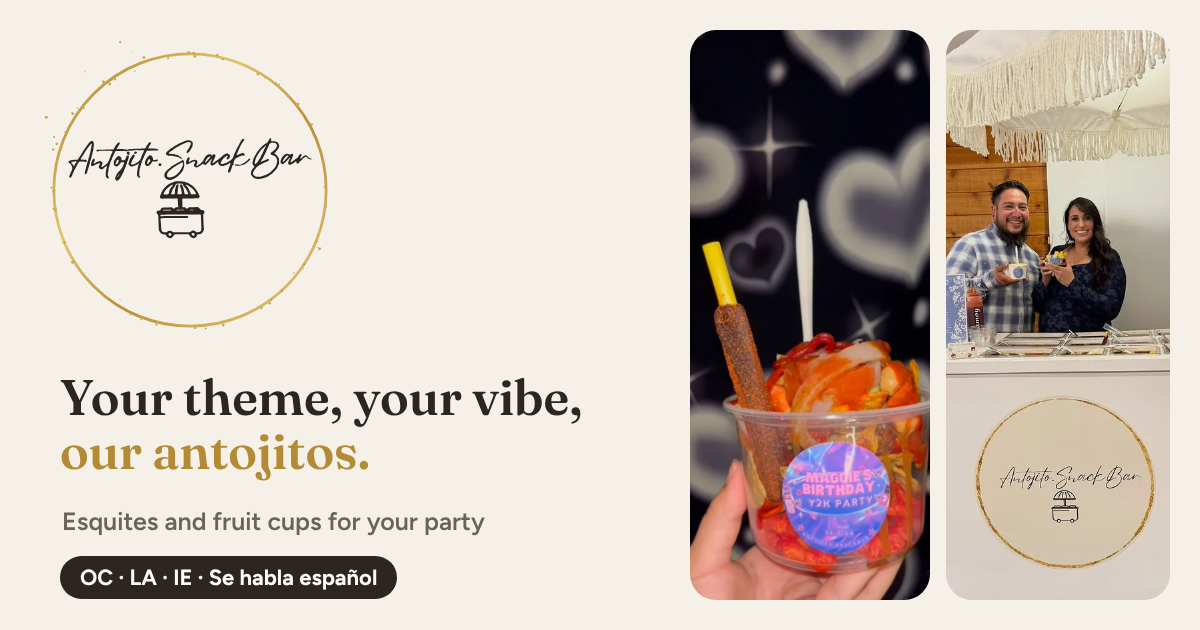 Antojito.Snack Bar
Your theme, your vibe,
our antojitos.
Esquites and fruit cups for your party
OC · LA · IE · Se habla español
MAGGIE'S
BIRTHDAY
Y2K PARTY
Antojito.Snack Bar